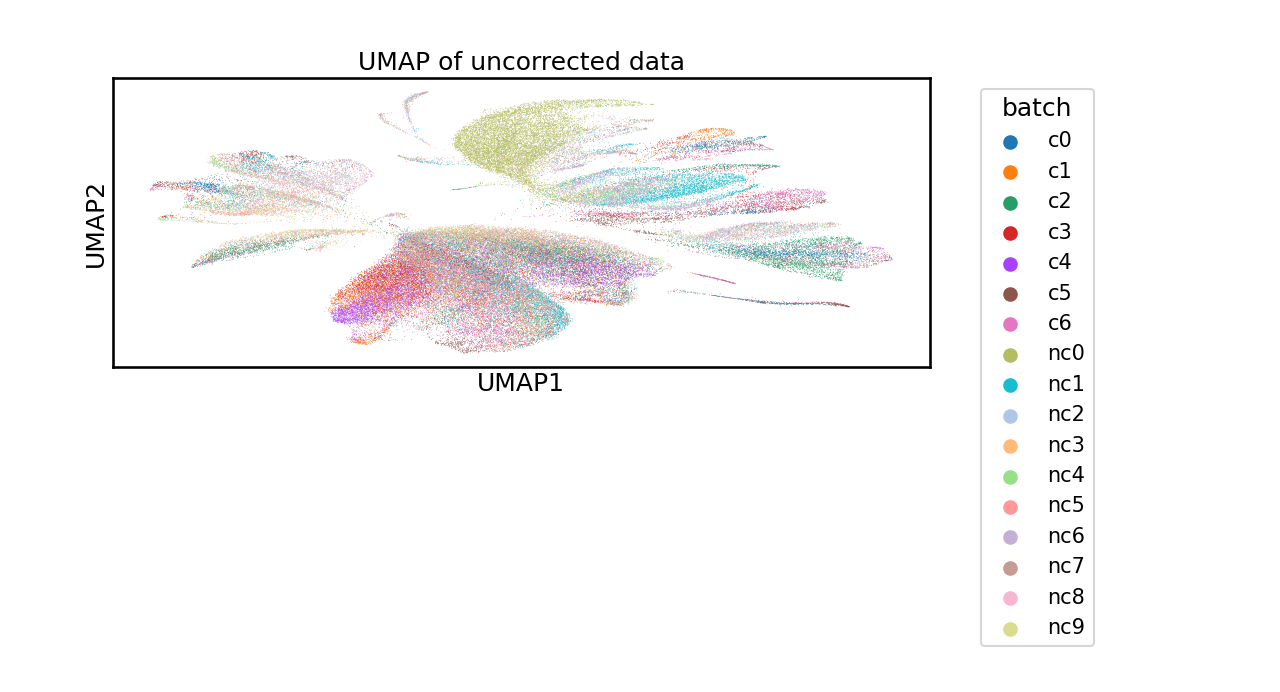 UMAP of uncorrected data
UMAP2
UMAP1
batch
c0
c1
c2
c3
c4
c5
c6
nc0
nc1
nc2
nc3
nc4
nc5
nc6
nc7
nc8
nc9